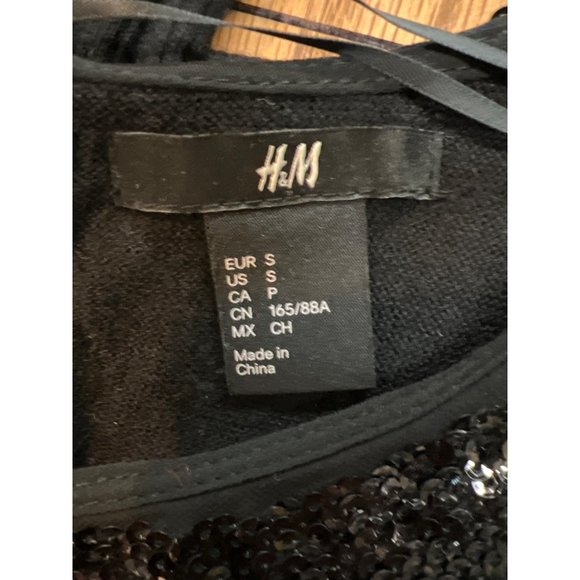 H&M
EUR S
US S
CA P
CN 165/88A
MX CH
Made in
China